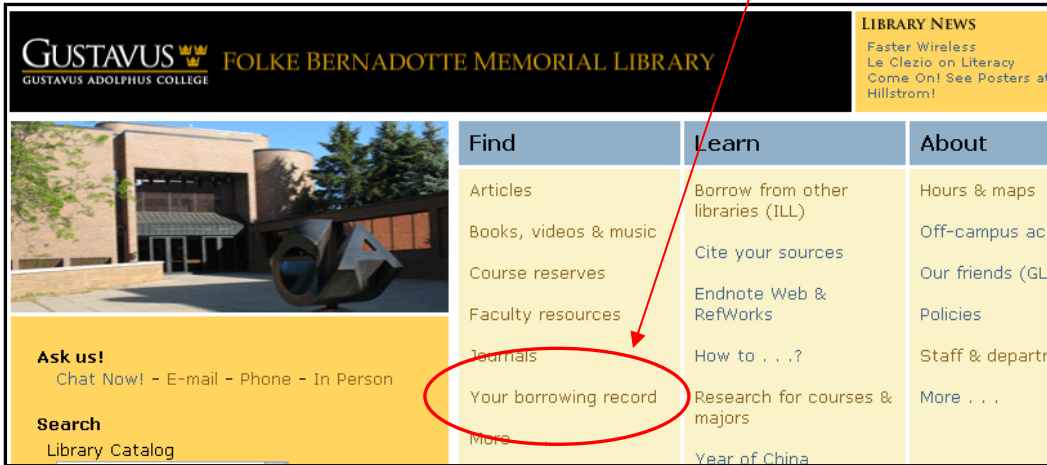 GUSTAVUS
GUSTAVUS ADOLPHUS COLLEGE
FOLKE BERNADOTTE MEMORIAL LIBRARY
LIBRARY NEWS
Faster Wireless
Le Clezio on Literacy
Come On! See Posters at
Hillstrom!
Find
Articles
Books, videos & music
Course reserves
Faculty resources
Journals
Your borrowing record
More . . .
Learn
Borrow from other
libraries (ILL)
Cite your sources
Endnote Web &
RefWorks
How to . . .?
Research for courses &
majors
Year of China
About
Hours & maps
Off-campus ac
Our friends (GL
Policies
Staff & departm
More . . .
Ask us!
Chat Now! - E-mail - Phone - In Person
Search
Library Catalog